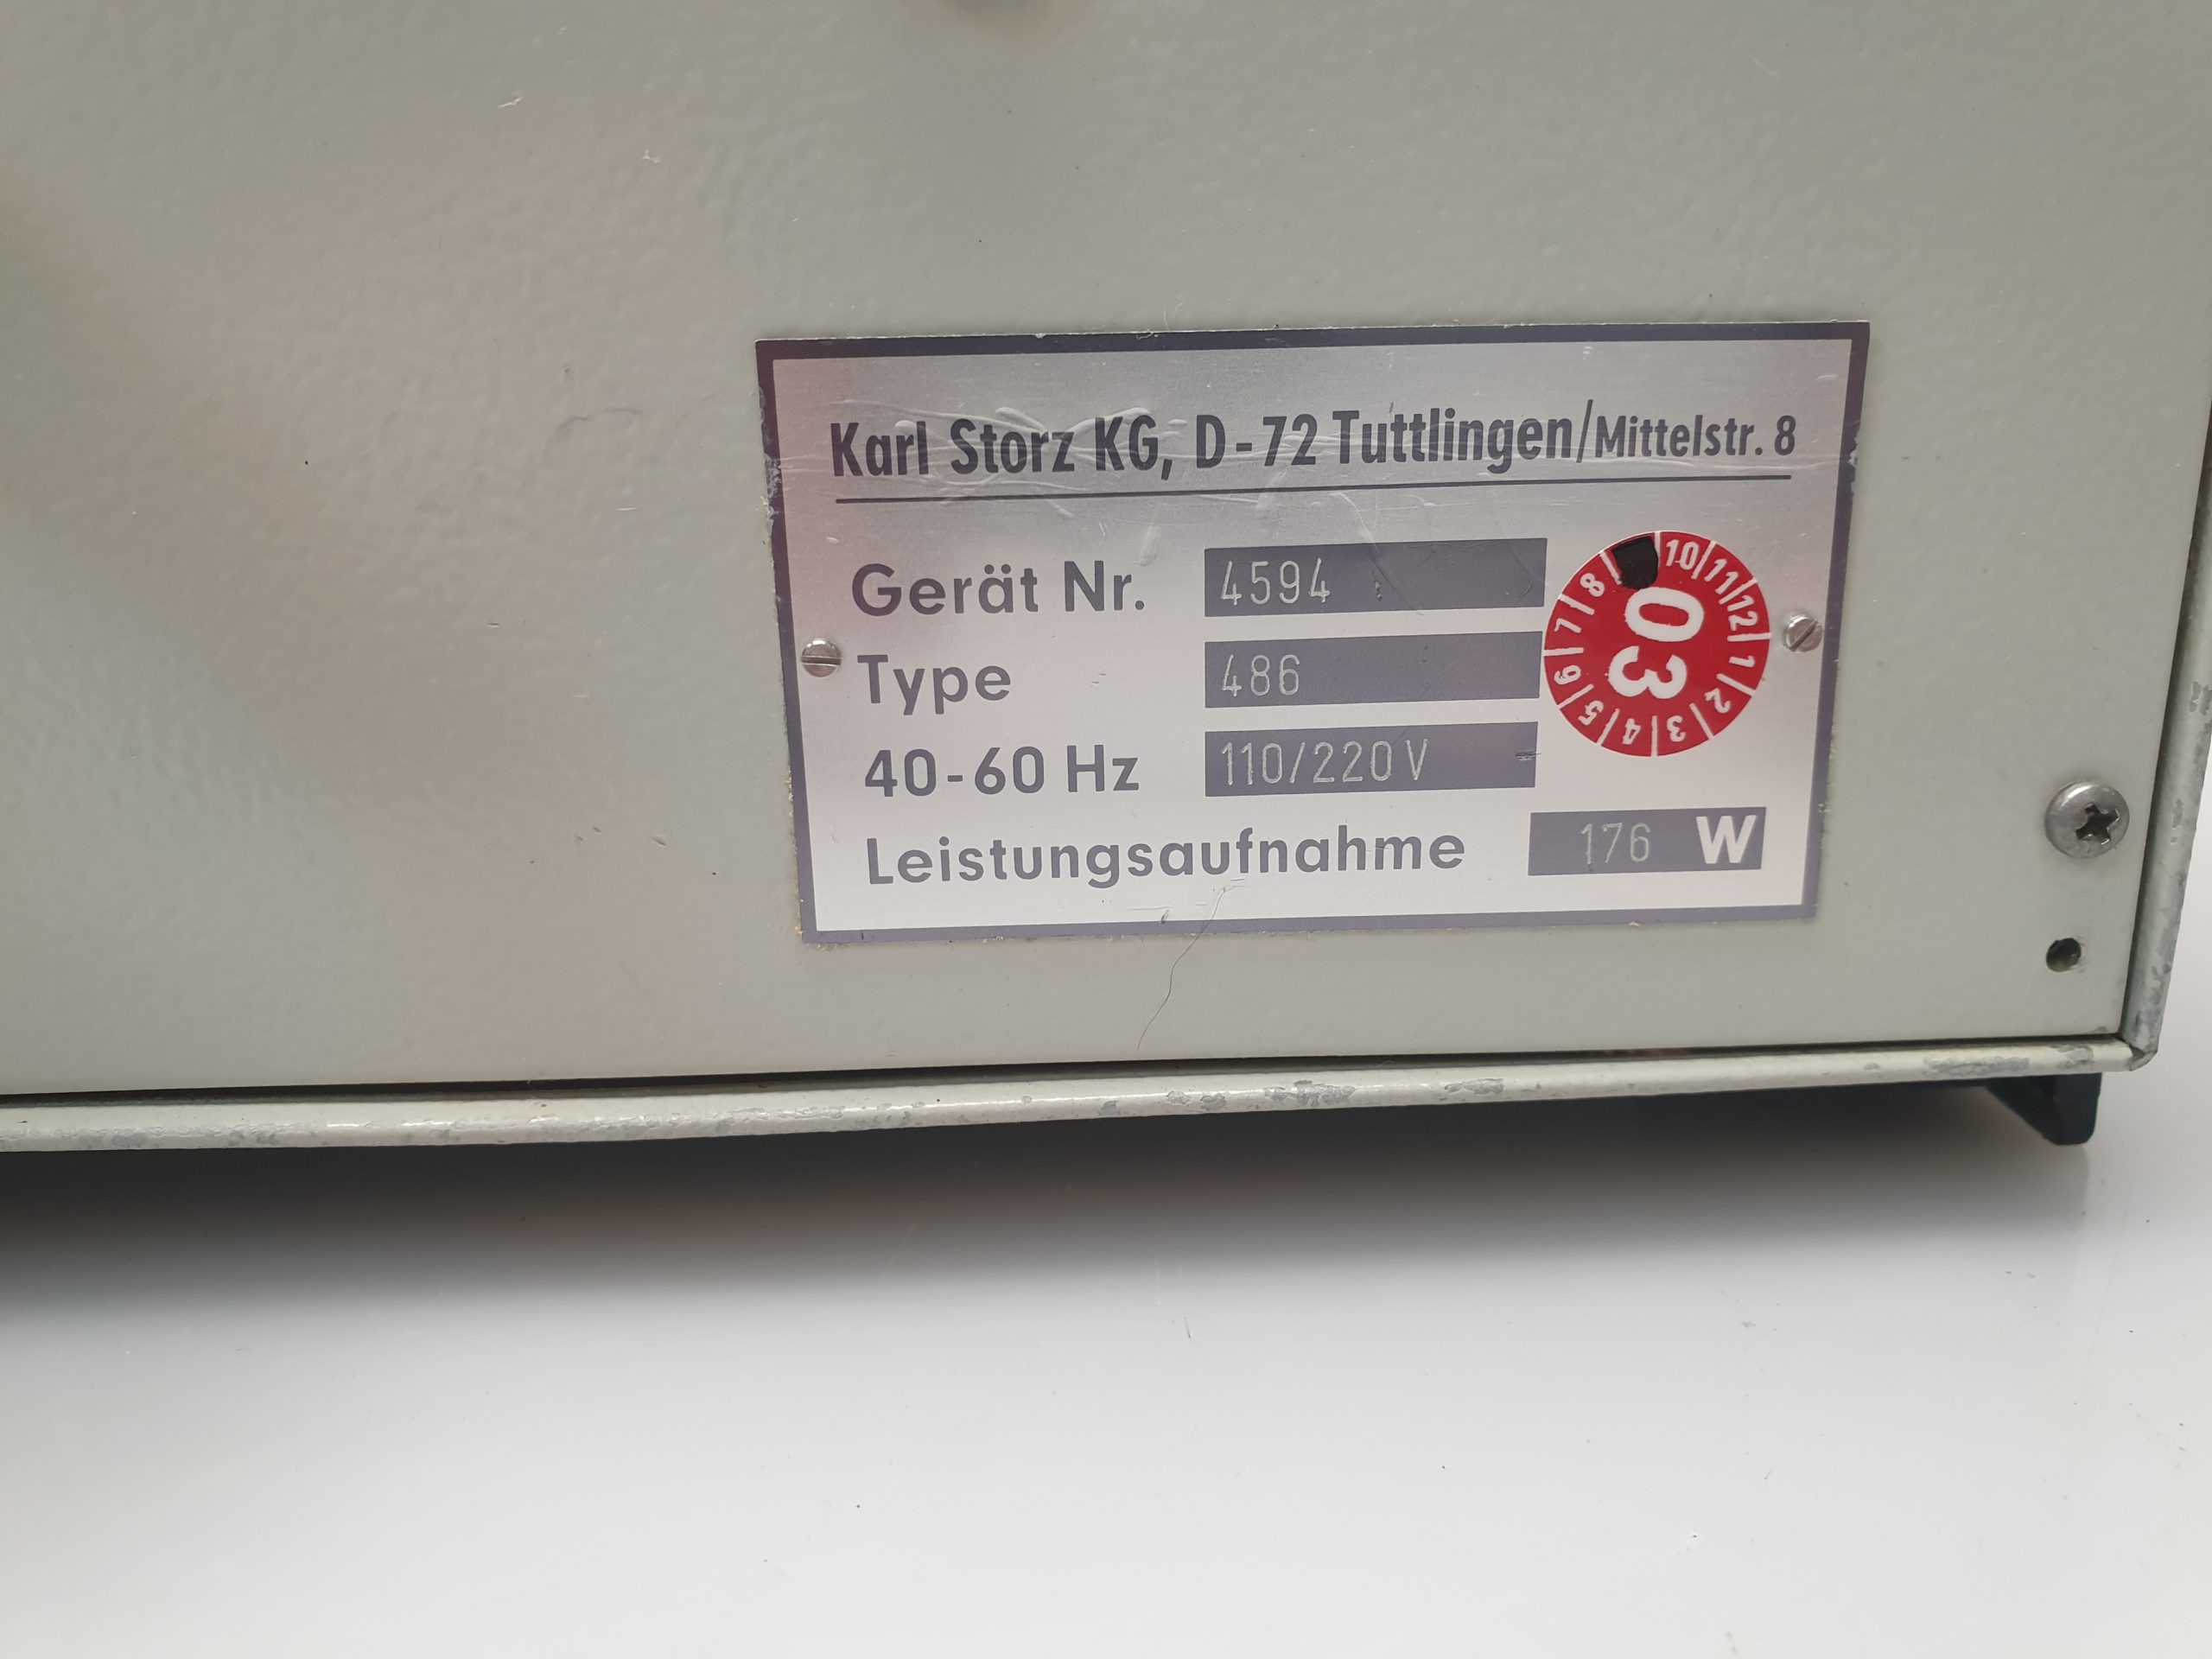 Karl Storz KG, D-72 Tuttlingen/Mittelstr. 8
Gerät Nr. 4594
Type 486
40-60 Hz 110/220 V
Leistungsaufnahme 176 W
03
10 11 12 1 2 3 4 5 6 7 8